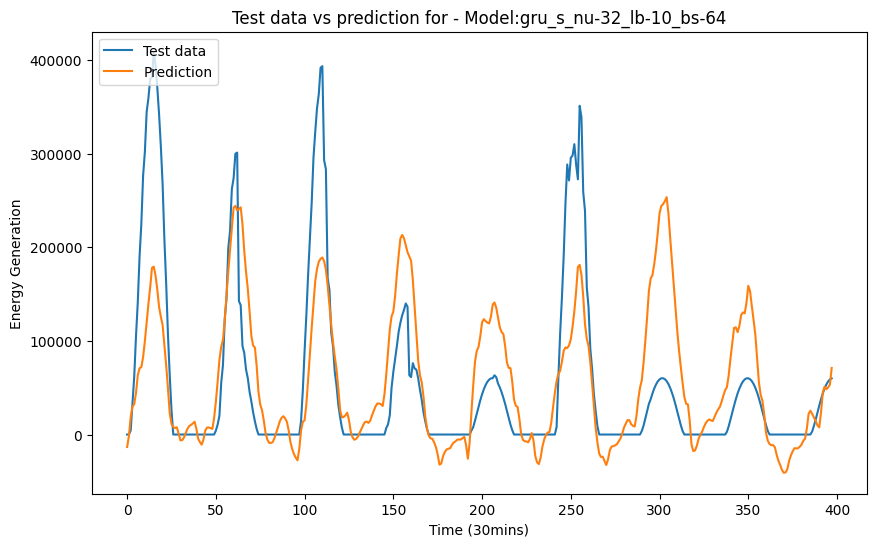 Test data vs prediction for - Model:gru_s_nu-32_lb-10_bs-64
Test data
Prediction
400000
300000
200000
100000
0
Energy Generation
0 50 100 150 200 250 300 350 400
Time (30mins)